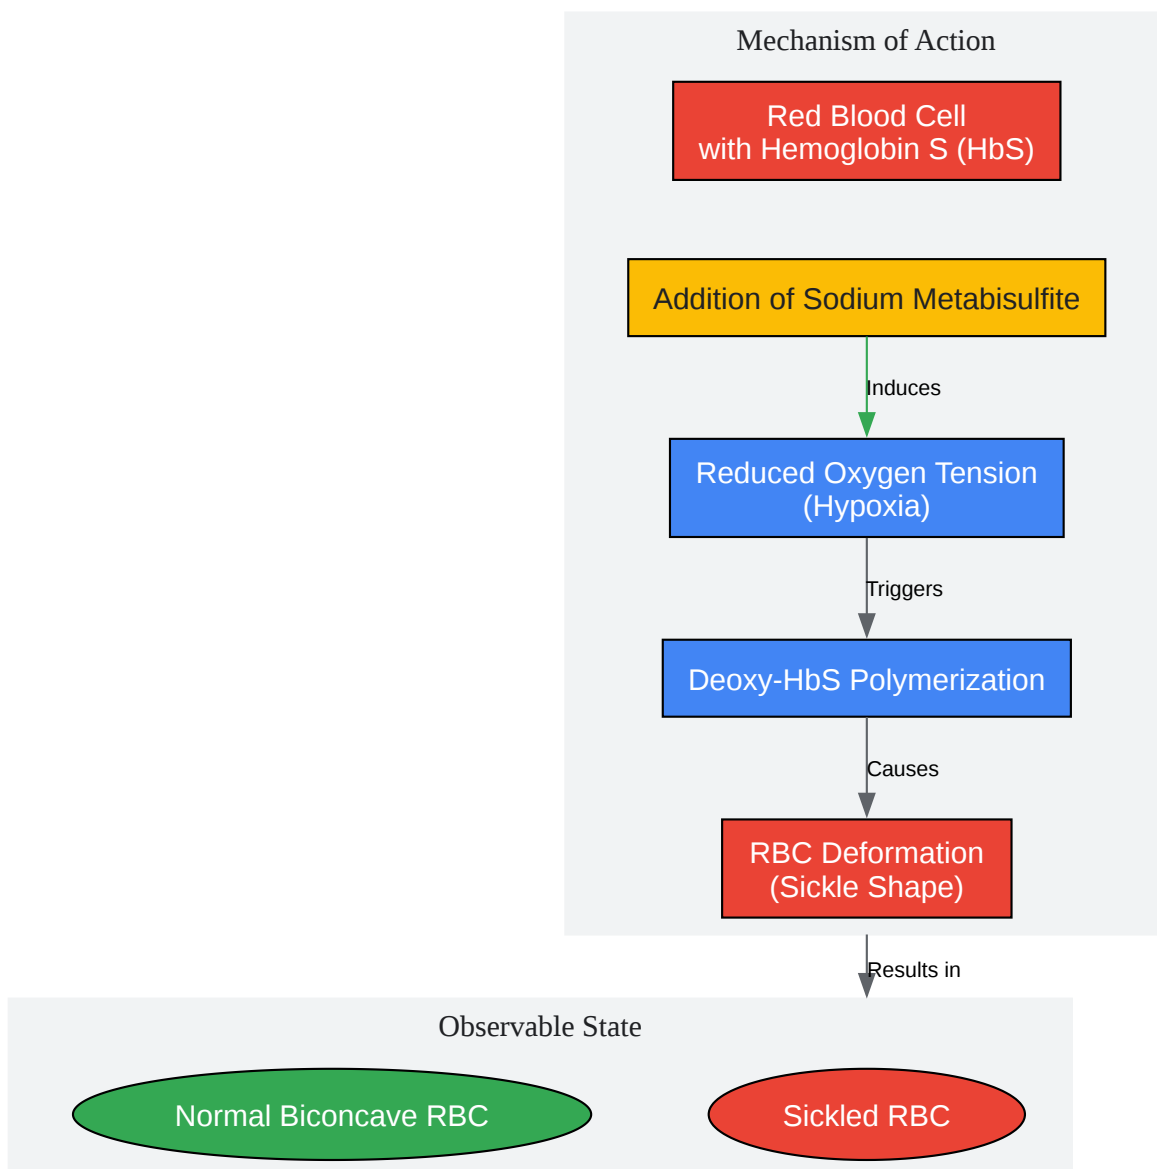 Mechanism of Action
Red Blood Cell
with Hemoglobin S (HbS)
Addition of Sodium Metabisulfite
Induces
Reduced Oxygen Tension
(Hypoxia)
Triggers
Deoxy-HbS Polymerization
Causes
RBC Deformation
(Sickle Shape)
Results in
Observable State
Normal Biconcave RBC
Sickled RBC